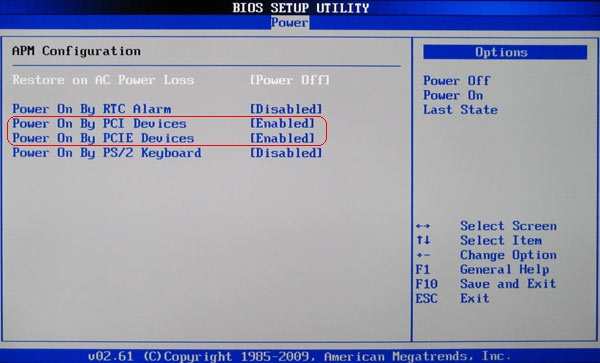 BIOS SETUP UTILITY
Power
APM Configuration
Options
Restore on AC Power Loss [Power Off]
Power Off
Power On
Last State
Power On By RTC Alarm [Disabled]
Power On By PCI Devices [Enabled]
Power On By PCIE Devices [Enabled]
Power On By PS/2 Keyboard [Disabled]
↔ Select Screen
↑↓ Select Item
+- Change Option
F1 General Help
F10 Save and Exit
ESC Exit
v02.61 (C)Copyright 1985-2009, American Megatrends, Inc.